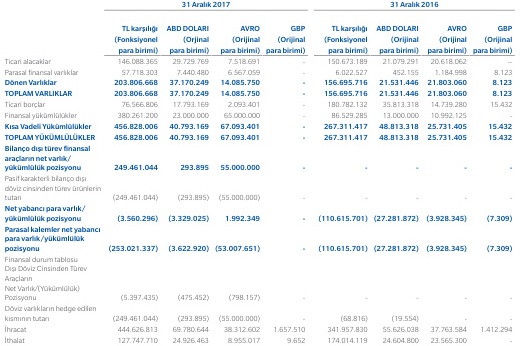 31 Aralık 2017 31 Aralık 2016
TL karşılığı ABD DOLARI AVRO GBP TL karşılığı ABD DOLARI AVRO GBP
(Fonksiyonel (Orijinal (Orijinal (Orijinal (Fonksiyonel (Orijinal (Orijinal (Orijinal
para birimi) para birimi) para birimi) para birimi) para birimi) para birimi) para birimi) para birimi)
Ticari alacaklar 146.088.365 29.729.769 7.518.691 - 150.673.189 21.079.291 20.618.062 -
Parasal finansal varlıklar 57.718.303 7.440.480 6.567.059 - 6.022.527 452.155 1.184.998 8.123
Dönen Varlıklar 203.806.668 37.170.249 14.085.750 - 156.695.716 21.531.446 21.803.060 8.123
TOPLAM VARLIKLAR 203.806.668 37.170.249 14.085.750 - 156.695.716 21.531.446 21.803.060 8.123
Ticari borçlar 76.566.806 17.793.169 2.093.401 - 180.782.132 35.813.318 14.739.280 15.432
Finansal yükümlülükler 380.261.200 23.000.000 65.000.000 - 86.529.285 13.000.000 10.992.125 -
Kısa Vadeli Yükümlülükler 456.828.006 40.793.169 67.093.401 - 267.311.417 48.813.318 25.731.405 15.432
TOPLAM YÜKÜMLÜLÜKLER 456.828.006 40.793.169 67.093.401 - 267.311.417 48.813.318 25.731.405 15.432
Bilanço dışı türev finansal
araçların net varlık/
yükümlülük pozisyonu 249.461.044 293.895 55.000.000 - - - - -
Pasif karakterli bilanço dışı
döviz cinsinden türev ürünlerin
tutarı (249.461.044) (293.895) (55.000.000) - - - - -
Net yabancı para varlık/
yükümlülük pozisyonu (3.560.296) (3.329.025) 1.992.349 - (110.615.701) (27.281.872) (3.928.345) (7.309)
Parasal kalemler net yabancı
para varlık/yükümlülük
pozisyonu (253.021.337) (3.622.920) (53.007.651) - (110.615.701) (27.281.872) (3.928.345) (7.309)
Finansal durum tablosu
Dışı Döviz Cinsinden Türev
Araçların
Net Varlık/(Yükümlülük)
Pozisyonu (5.397.435) (475.452) (798.157) - - - - -
Döviz varlıkların hedge edilen
kısmının tutarı (249.461.044) (293.895) (55.000.000) - (68.816) (19.554) - -
İhracat 444.626.813 69.780.644 38.312.602 1.657.510 341.957.830 55.626.038 37.763.584 1.412.294
İthalat 127.747.710 24.926.463 8.955.017 9.652 174.014.119 24.604.800 23.565.300 -